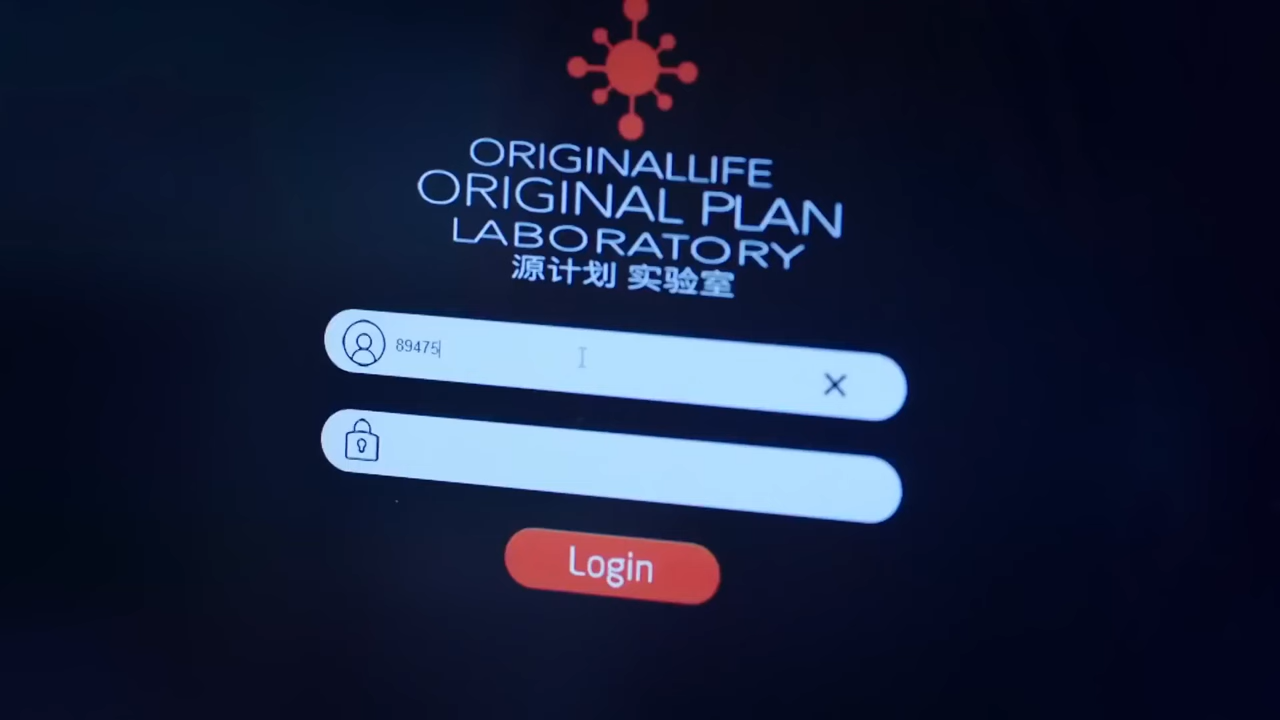 ORIGINALLIFE
ORIGINAL PLAN
LABORATORY
源计划 实验室
89475
Login